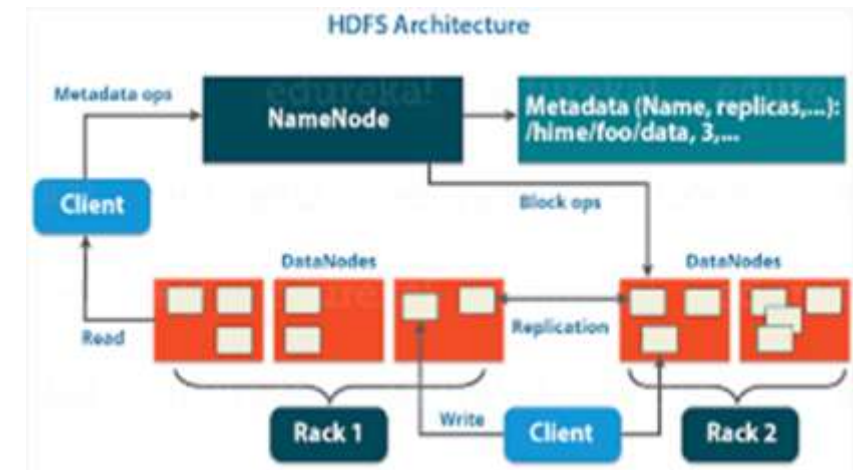 HDFS Architecture
Metadata ops
edureka!
NameNode
Metadata (Name, replicas,...):
/hime/foo/data, 3,...
Client
Block ops
DataNodes
DataNodes
Read
Replication
Rack 1
Write
Client
Rack 2